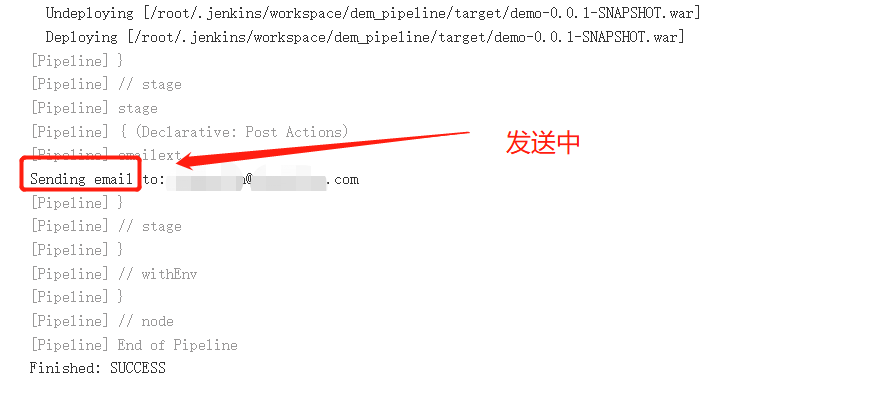 Undeploying [/root/.jenkins/workspace/dem_pipeline/target/demo-0.0.1-SNAPSHOT.war]
Deploying [/root/.jenkins/workspace/dem_pipeline/target/demo-0.0.1-SNAPSHOT.war]
[Pipeline] }
[Pipeline] // stage
[Pipeline] stage
[Pipeline] { (Declarative: Post Actions)
[Pipeline] emailext
发送中
Sending email to: @ .com
[Pipeline] }
[Pipeline] // stage
[Pipeline] }
[Pipeline] // withEnv
[Pipeline] }
[Pipeline] // node
[Pipeline] End of Pipeline
Finished: SUCCESS